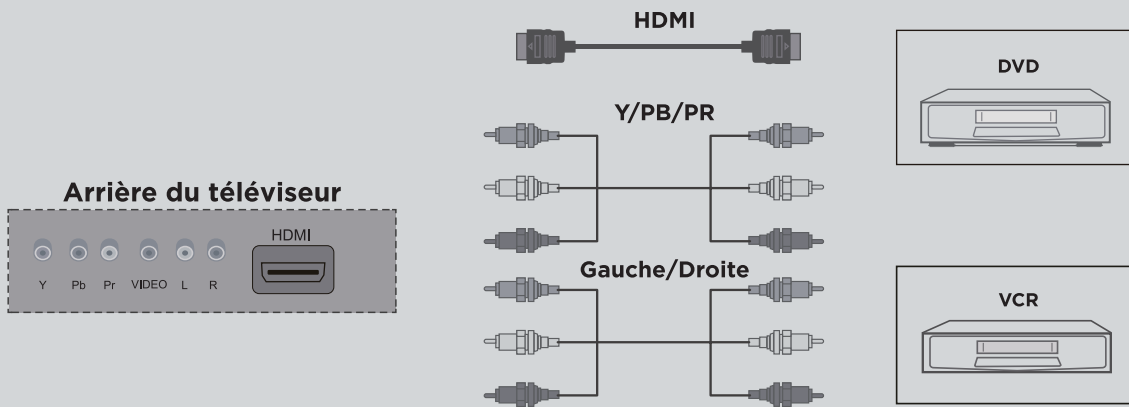 HDMI
DVD
Y/PB/PR
Arrière du téléviseur
HDMI
Y Pb Pr VIDEO L R
Gauche/Droite
VCR